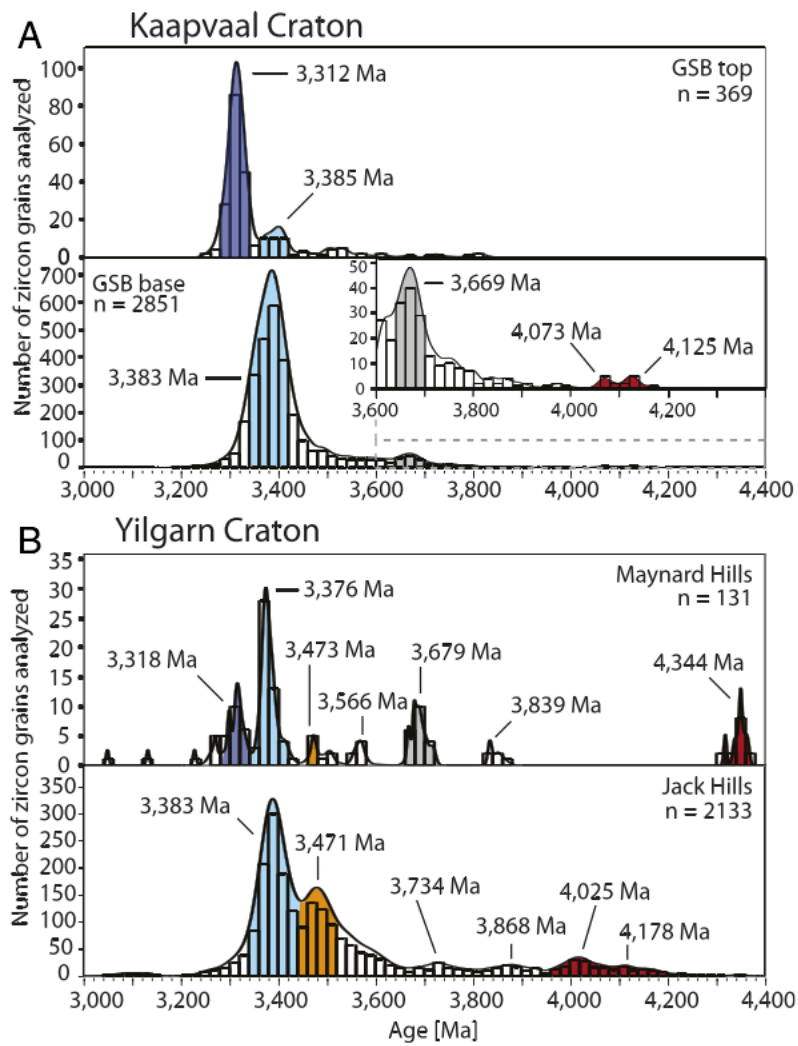 A Kaapvaal Craton
Number of zircon grains analyzed
100
80
60
40
20
0
3,312 Ma
3,385 Ma
GSB top
n = 369
700
600
500
400
300
200
100
0
GSB base
n = 2851
3,383 Ma
50
40
30
20
10
0
3,669 Ma
4,073 Ma
4,125 Ma
3,600 3,800 4,000 4,200
3,000 3,200 3,400 3,600 3,800 4,000 4,200 4,400
B Yilgarn Craton
Number of zircon grains analyzed
35
30
25
20
15
10
5
0
Maynard Hills
n = 131
3,376 Ma
3,318 Ma
3,473 Ma
3,566 Ma
3,679 Ma
3,839 Ma
4,344 Ma
350
300
250
200
150
100
50
0
Jack Hills
n = 2133
3,383 Ma
3,471 Ma
3,734 Ma
3,868 Ma
4,025 Ma
4,178 Ma
3,000 3,200 3,400 3,600 3,800 4,000 4,200 4,400
Age [Ma]